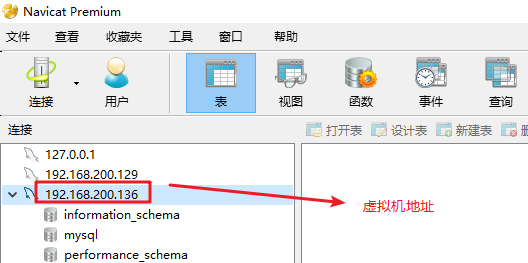 Navicat Premium
文件 查看 收藏夹 工具 窗口 帮助
连接 用户 表 视图 函数 事件 查询
连接 打开表 设计表 新建表
127.0.0.1
192.168.200.129
192.168.200.136 虚拟机地址
information_schema
mysql
performance_schema